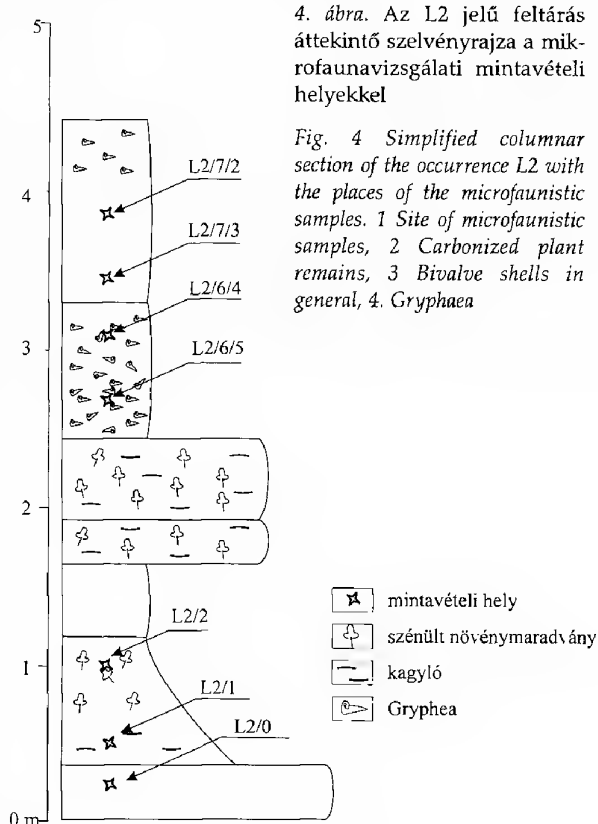 4. ábra. Az L2 jelű feltárás
áttekintő szelvényrajza a mik-
rofaunavizsgálati mintavételi
helyekkel
Fig. 4 Simplified columnar
section of the occurrence L2 with
the places of the microfaunistic
samples. 1 Site of microfaunistic
samples, 2 Carbonized plant
remains, 3 Bivalve shells in
general, 4. Gryphaea
5
L2/7/2
4
L2/7/3
L2/6/4
3
L2/6/5
2
L2/2
1
L2/1
L2/0
0 m
mintavételi hely
szénült növénymaradvány
kagyló
Gryphea